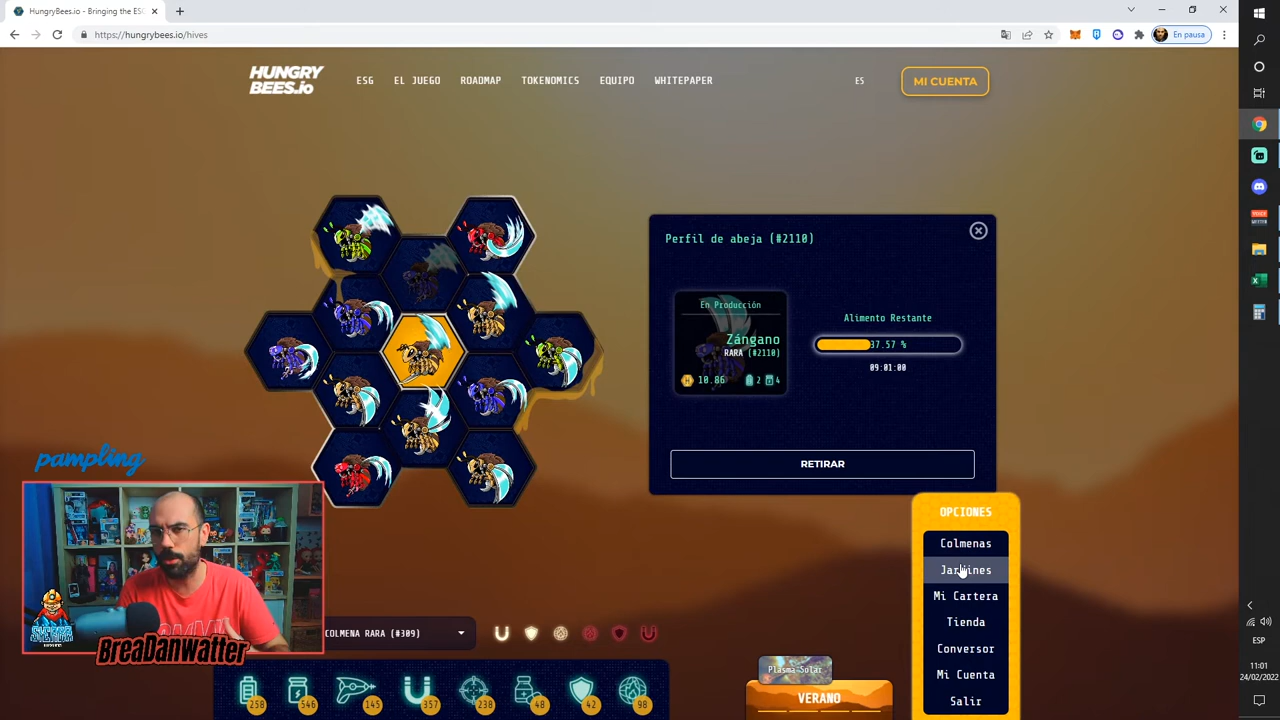 HungryBees.io - Bringing the ESG
https://hungrybees.io/hives
En pausa
HUNGRY
BEES.io
ESG
EL JUEGO
ROADMAP
TOKENOMICS
EQUIPO
WHITEPAPER
ES
MI CUENTA
Perfil de abeja (#2110)
En Producción
Zángano
RARA (#2110)
10.86
2
4
Alimento Restante
37.57 %
09:01:00
RETIRAR
OPCIONES
Colmenas
Jardines
Mi Cartera
Tienda
Conversor
Mi Cuenta
Salir
pampling
BreaDanwatter
COLMENA RARA (#309)
258
546
145
357
238
48
42
98
Plasma Solar
VERANO
ESP
11:01
24/02/2022